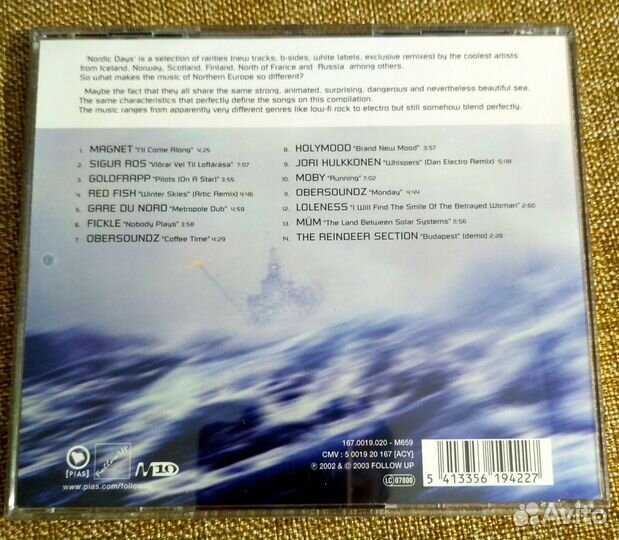 'Nordic Days' is a selection of rarities (new tracks, b-sides, white labels, exclusive remixes) by the coolest artists
from Iceland, Norway, Scotland, Finland, North of France and Russia among others.
So what makes the music of Northern Europe so different?
Maybe the fact that they all share the same strong, animated, surprising, dangerous and nevertheless beautiful sea.
The same characteristics that perfectly define the songs on this compilation.
The music ranges from apparently very different genres like low-fi rock to electro but still somehow blend perfectly.
1. MAGNET "I'll Come Along" 4:25
2. SIGUR ROS "Viðrar Vel Til Loftárása" 7:07
3. GOLDFRAPP "Pilots (On A Star)" 3:55
4. RED FISH "Winter Skies" (Artic Remix) 4:46
5. GARE DU NORD "Metropole Dub" 4:59
6. FICKLE "Nobody Plays" 3:58
7. OBERSOUNDZ "Coffee Time" 4:29
8. HOLYMOOD "Brand New Mood" 3:57
9. JORI HULKKONEN "Whispers" (Dan Electro Remix) 5:48
10. MOBY "Running" 7:02
11. OBERSOUNDZ "Monday" 4:44
12. LOLENESS "I Will Find The Smile Of The Betrayed Woman" 2:60
13. MÚM "The Land Between Solar Systems" 11:56
14. THE REINDEER SECTION "Budapest" (demo) 2:28
[PIAS]
Follow Up
M10
www.pias.com/followup
167.0019.020 - M659
CMV : 5 0019 20 167 [ACY]
℗ 2002 & © 2003 FOLLOW UP
LC 07800
5 413356 194227
Avito